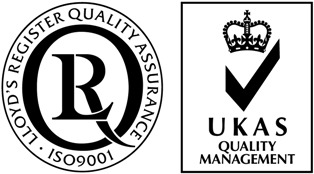 LLOYD'S REGISTER QUALITY ASSURANCE
· ISO9001 ·
LRQ
UKAS
QUALITY
MANAGEMENT